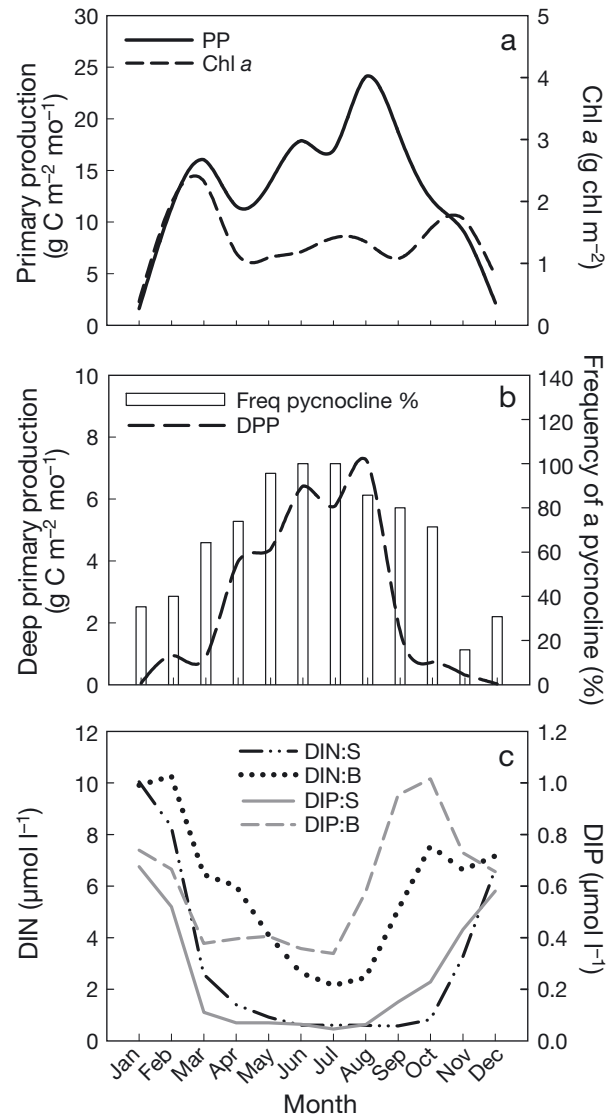 a
PP
Chl a
Primary production
(g C m⁻² mo⁻¹)
30
25
20
15
10
5
0
Chl a (g chl m⁻²)
5
4
3
2
1
0
b
Freq pycnocline %
DPP
Deep primary production
(g C m⁻² mo⁻¹)
10
8
6
4
2
0
Frequency of a
pycnocline (%)
140
120
100
80
60
40
20
0
c
DIN:S
DIN:B
DIP:S
DIP:B
DIN (µmol l⁻¹)
12
10
8
6
4
2
0
DIP (µmol l⁻¹)
1.2
1.0
0.8
0.6
0.4
0.2
0.0
Jan Feb Mar Apr May Jun Jul Aug Sep Oct Nov Dec
Month